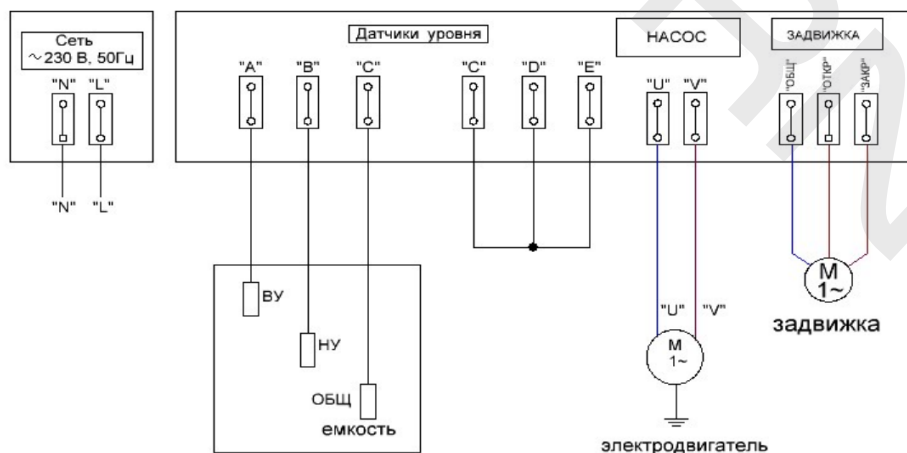 Сеть
~230 В, 50Гц
"N" "L"
"N" "L"
Датчики уровня
"A" "B" "C" "C" "D" "E"
НАСОС
"U" "V"
ЗАДВИЖКА
"ОБЩ" "ОТКР" "ЗАКР"
ВУ
НУ
ОБЩ
емкость
"U" "V"
М
1~
электродвигатель
М
1~
задвижка